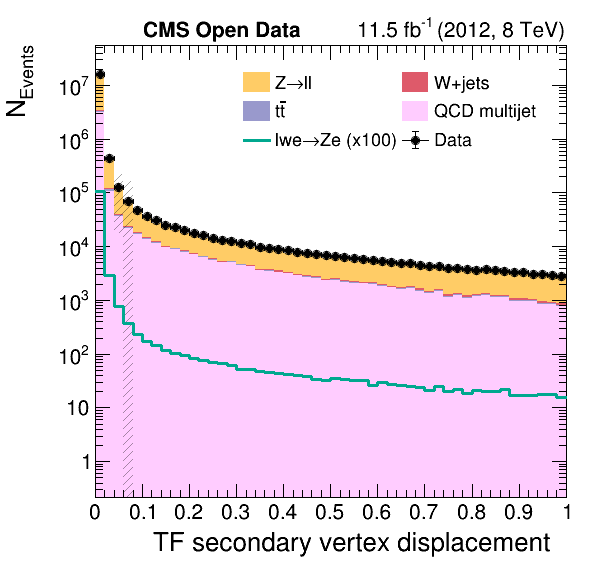 CMS Open Data 11.5 fb⁻¹ (2012, 8 TeV)
N_Events
Z→ll W+jets
tt̄ QCD multijet
lwe→Ze (x100) Data
10⁷
10⁶
10⁵
10⁴
10³
10²
10
1
0 0.1 0.2 0.3 0.4 0.5 0.6 0.7 0.8 0.9 1
TF secondary vertex displacement